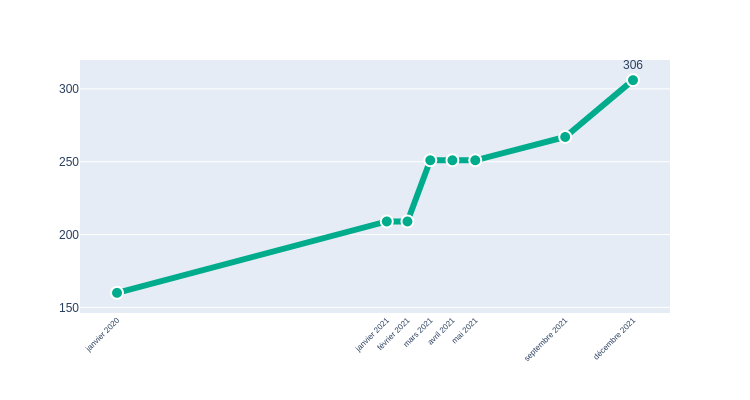 306
300
250
200
150
janvier 2020
janvier 2021
février 2021
mars 2021
avril 2021
mai 2021
septembre 2021
décembre 2021